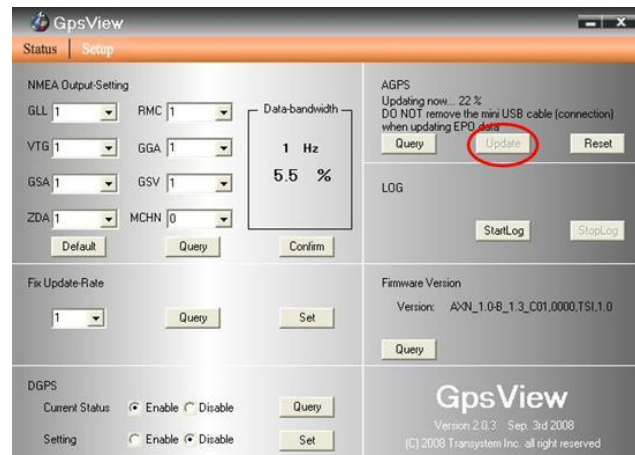 GpsView
Status Setup
NMEA Output-Setting
GLL 1 RMC 1
VTG 1 GGA 1
GSA 1 GSV 1
ZDA 1 MCHN 0
Default Query Confirm
Data-bandwidth
1 Hz
5.5 %
AGPS
Updating now... 22 %
DO NOT remove the mini USB cable (connection)
when updating EPO data
Query Update Reset
LOG
StartLog StopLog
Fix Update-Rate
1 Query Set
Firmware Version
Version: AXN_1.0-B_1.3_C01,0000,TSI,1.0
Query
DGPS
Current Status Enable Disable Query
Setting Enable Disable Set
GpsView
Version 2.0.3 Sep. 3rd 2008
(C) 2008 Transystem Inc. all right reserved